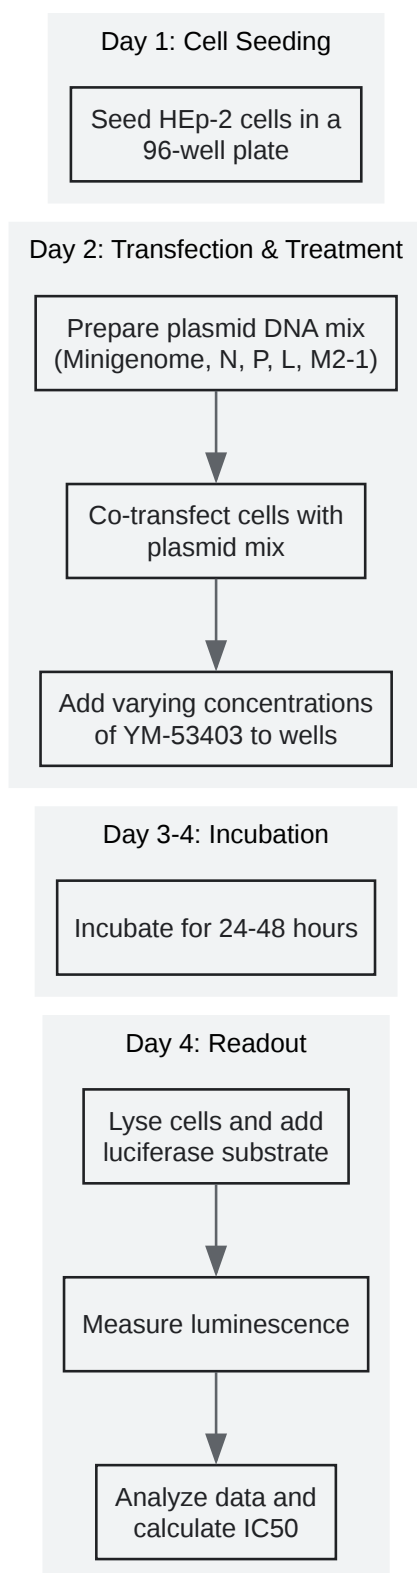 Day 1: Cell Seeding
Seed HEp-2 cells in a
96-well plate
Day 2: Transfection & Treatment
Prepare plasmid DNA mix
(Minigenome, N, P, L, M2-1)
Co-transfect cells with
plasmid mix
Add varying concentrations
of YM-53403 to wells
Day 3-4: Incubation
Incubate for 24-48 hours
Day 4: Readout
Lyse cells and add
luciferase substrate
Measure luminescence
Analyze data and
calculate IC50